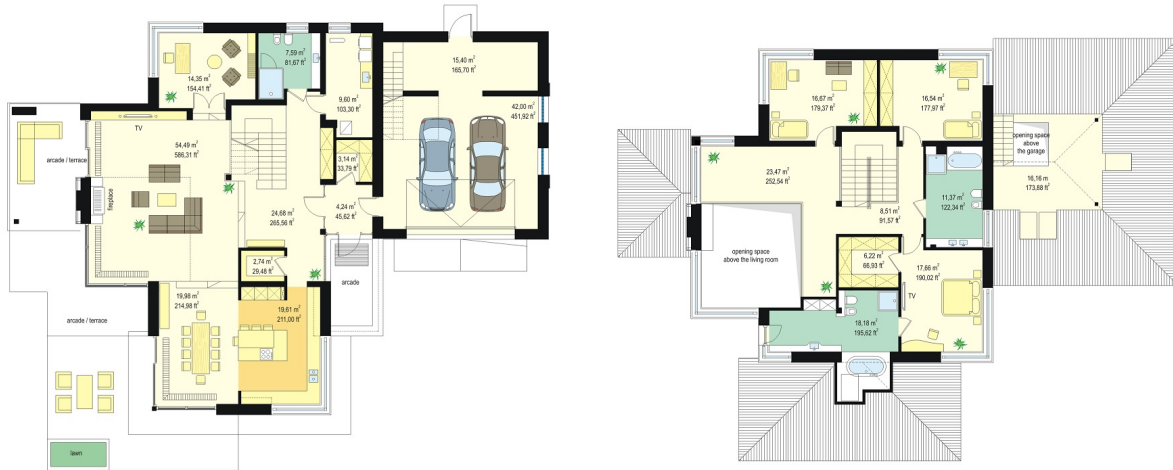 14,35 m²
154,41 ft²
7,59 m²
81,67 ft²
9,60 m²
103,30 ft²
15,40 m²
165,70 ft²
42,00 m²
451,92 ft²
TV
arcade / terrace
54,49 m²
586,31 ft²
fireplace
3,14 m²
33,79 ft²
24,68 m²
265,56 ft²
4,24 m²
45,62 ft²
2,74 m²
29,48 ft²
arcade
19,98 m²
214,98 ft²
19,61 m²
211,00 ft²
arcade / terrace
lawn
16,67 m²
179,37 ft²
16,54 m²
177,97 ft²
opening space
above
the garage
16,16 m
173,88 ft²
23,47 m²
252,54 ft²
11,37 m²
122,34 ft²
8,51 m²
91,57 ft²
opening space
above the living room
6,22 m²
66,93 ft²
17,66 m²
190,02 ft²
TV
18,18 m²
195,62 ft²